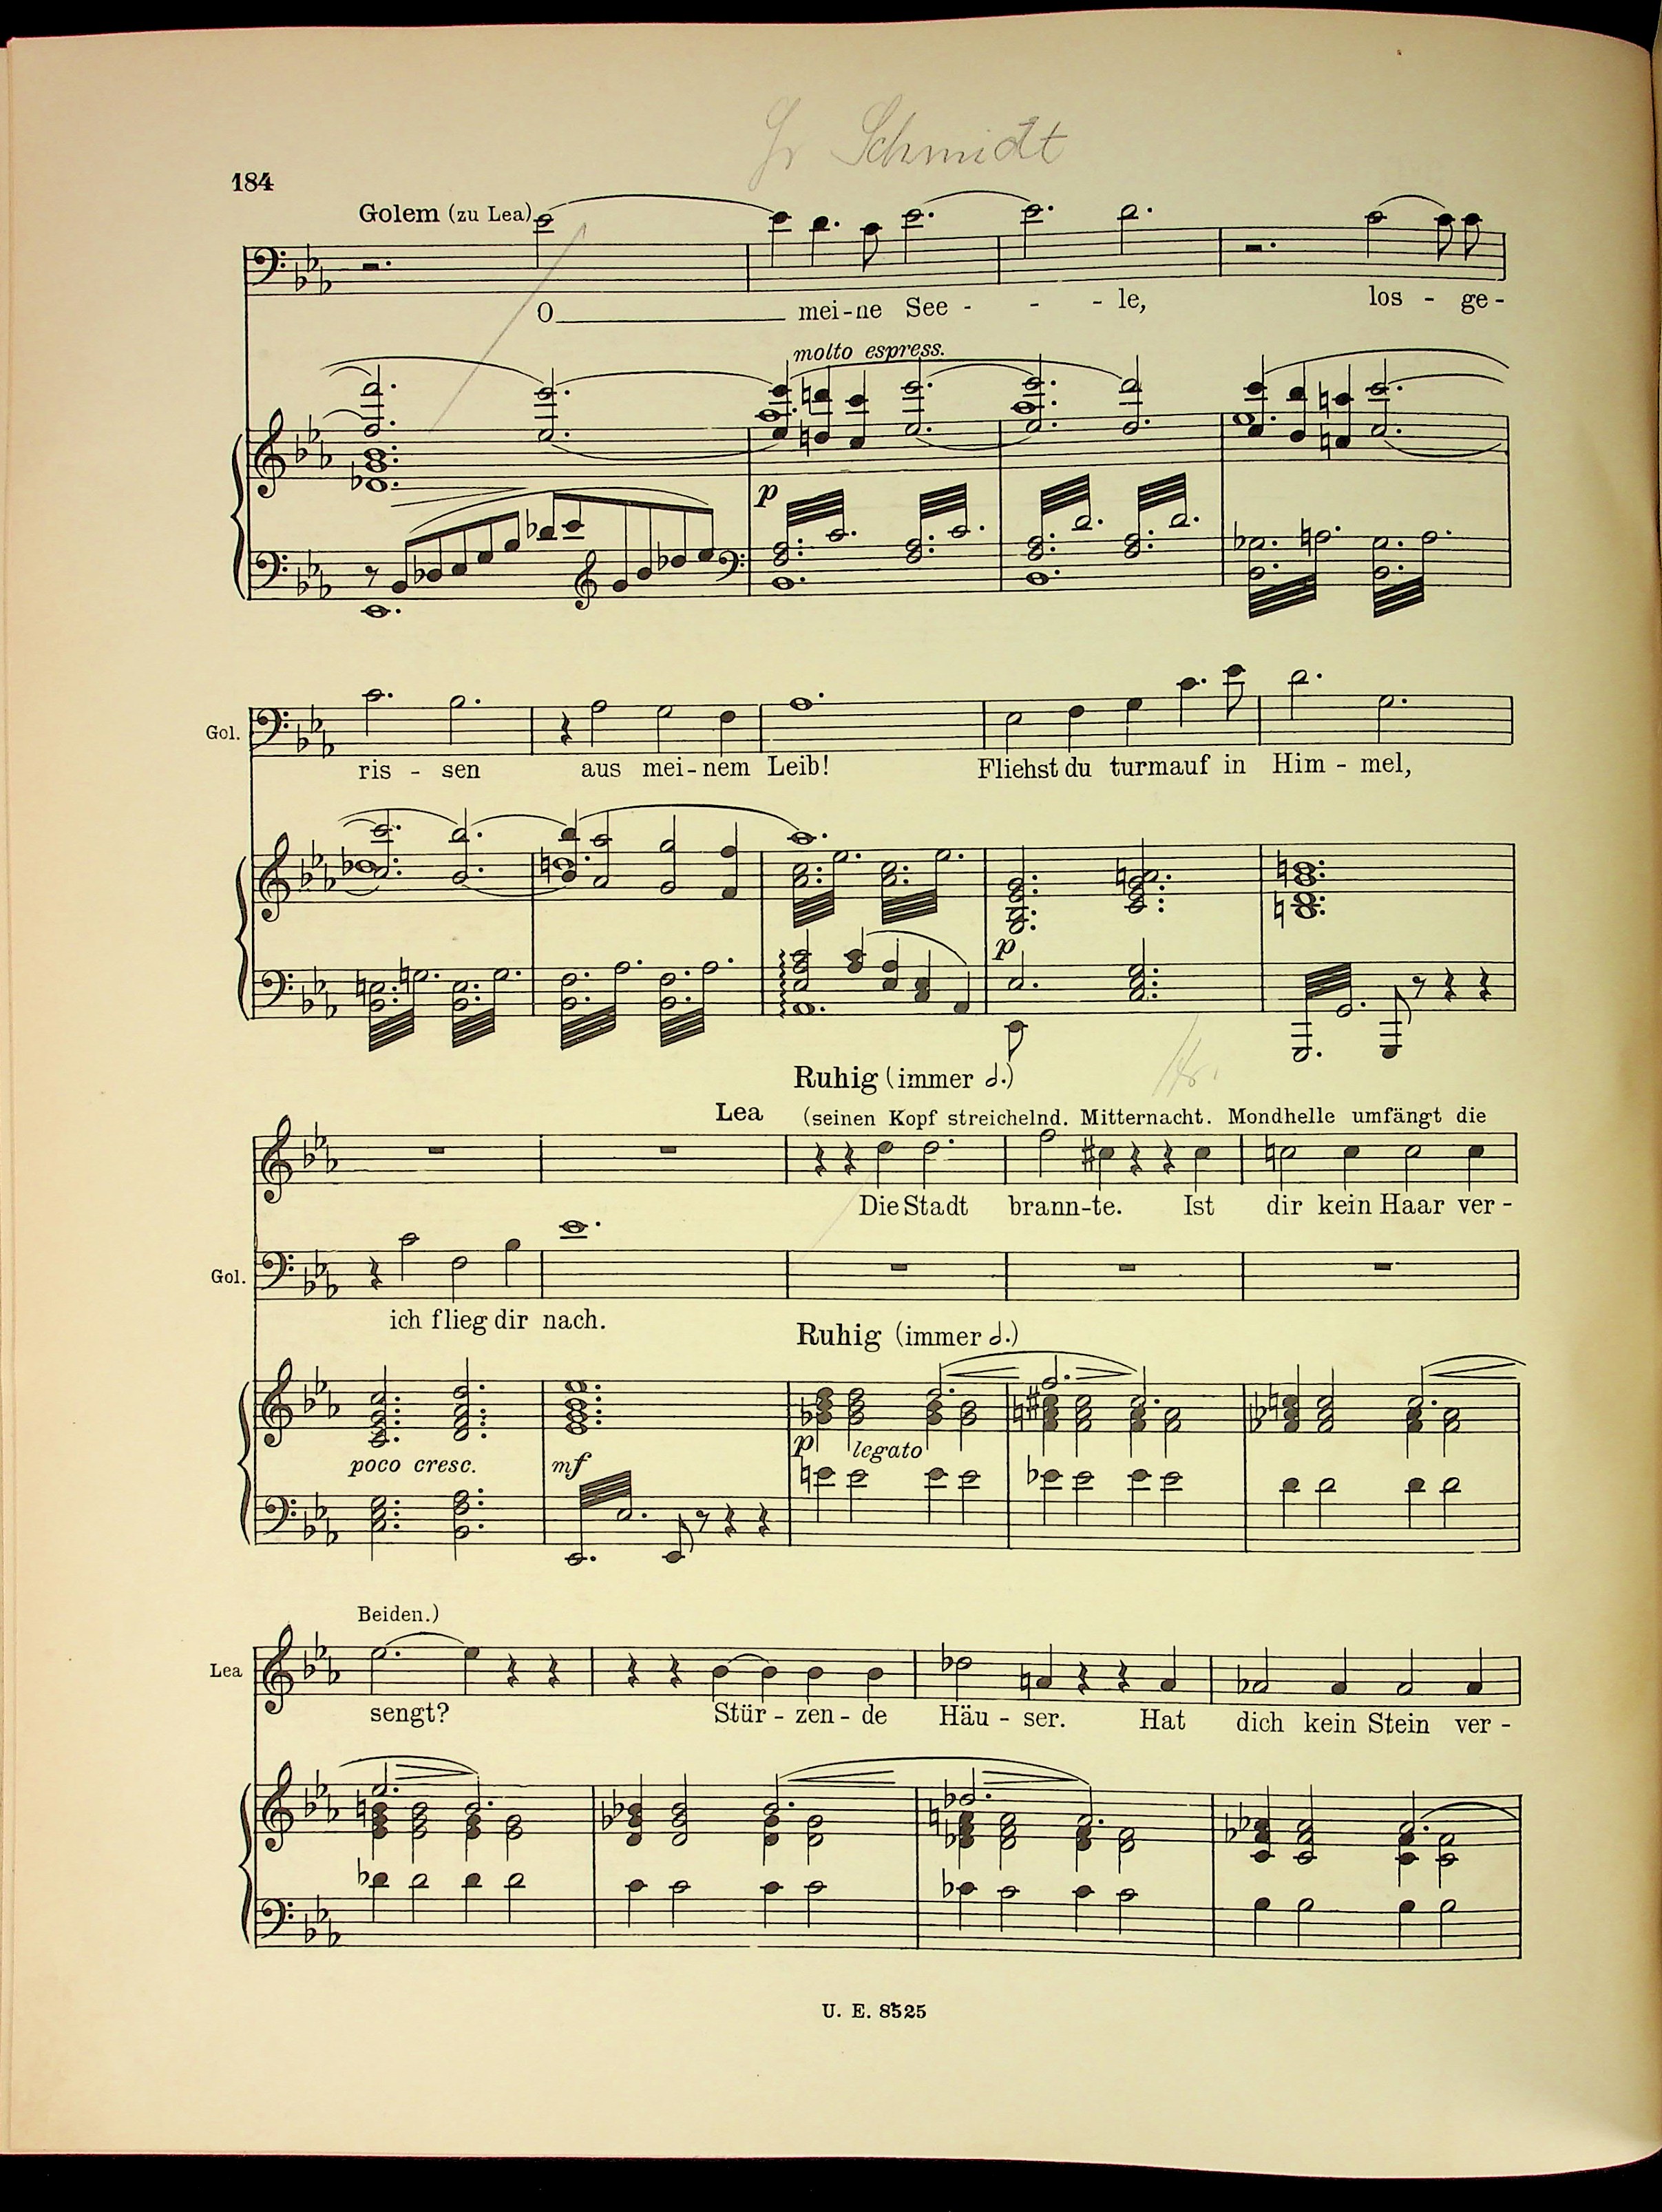 Gr Schmidt
184
Golem (zu Lea)
O mei-ne See - - - le, los - ge-
molto espress.
p
Gol.
ris - sen aus mei-nem Leib! Fliehst du turmauf in Him - mel,
p
Ruhig (immer 𝅗𝅥.)
Lea (seinen Kopf streichelnd. Mitternacht. Mondhelle umfängt die
Die Stadt brann-te. Ist dir kein Haar ver-
Gol.
ich flieg dir nach.
Ruhig (immer 𝅗𝅥.)
p legato
poco cresc. mf
Beiden.)
Lea
sengt? Stür - zen - de Häu - ser. Hat dich kein Stein ver -
U. E. 8525